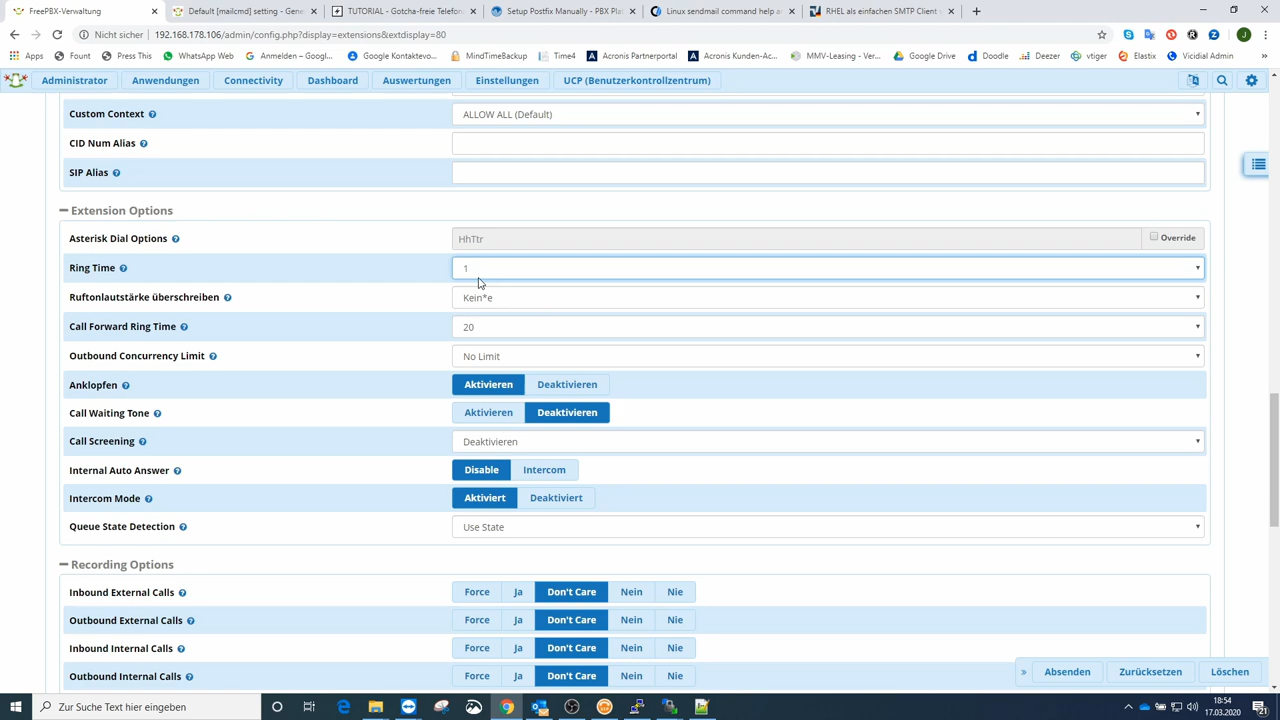 FreePBX-Verwaltung
Default [mailcmd] setting - Gene
TUTORIAL - Gotcha-freie Telefon
Setup Postfix Manually - PBX Pla
Linux sendmail command help an
RHEL als einfachen SMTP Client u
Nicht sicher 192.168.178.106/admin/config.php?display=extensions&extdisplay=80
Apps Fount Press This WhatsApp Web Anmelden – Googl... Google Kontaktevo... MindTimeBackup Time4 Acronis Partnerportal Acronis Kunden-Ac... MMV-Leasing - Ver... Google Drive Doodle Deezer vtiger Elastix Vicidial Admin
Administrator Anwendungen Connectivity Dashboard Auswertungen Einstellungen UCP (Benutzerkontrollzentrum)
Custom Context ALLOW ALL (Default)
CID Num Alias
SIP Alias
Extension Options
Asterisk Dial Options HhTtr Override
Ring Time 1
Ruftonlautstärke überschreiben Kein*e
Call Forward Ring Time 20
Outbound Concurrency Limit No Limit
Anklopfen Aktivieren Deaktivieren
Call Waiting Tone Aktivieren Deaktivieren
Call Screening Deaktivieren
Internal Auto Answer Disable Intercom
Intercom Mode Aktiviert Deaktiviert
Queue State Detection Use State
Recording Options
Inbound External Calls Force Ja Don't Care Nein Nie
Outbound External Calls Force Ja Don't Care Nein Nie
Inbound Internal Calls Force Ja Don't Care Nein Nie
Outbound Internal Calls Force Ja Don't Care Nein Nie
» Absenden Zurücksetzen Löschen
Zur Suche Text hier eingeben
18:54
17.03.2020